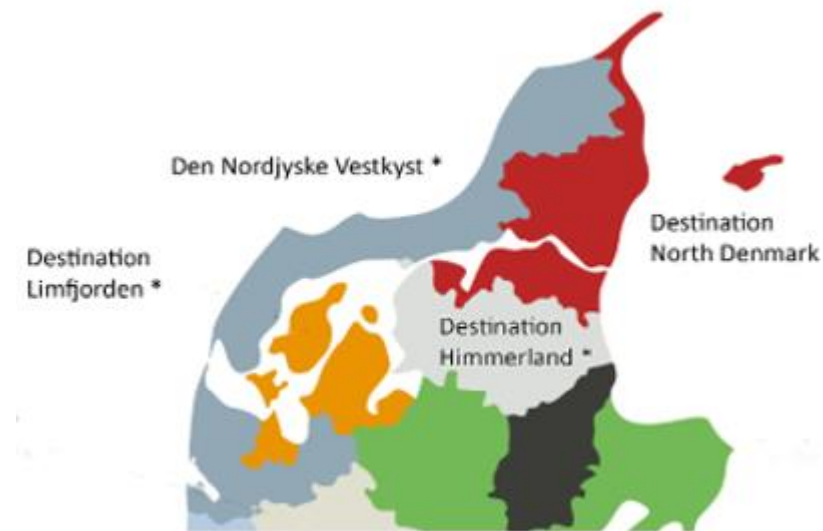 Den Nordjyske Vestkyst *
Destination
North Denmark
Destination
Limfjorden *
Destination
Himmerland *